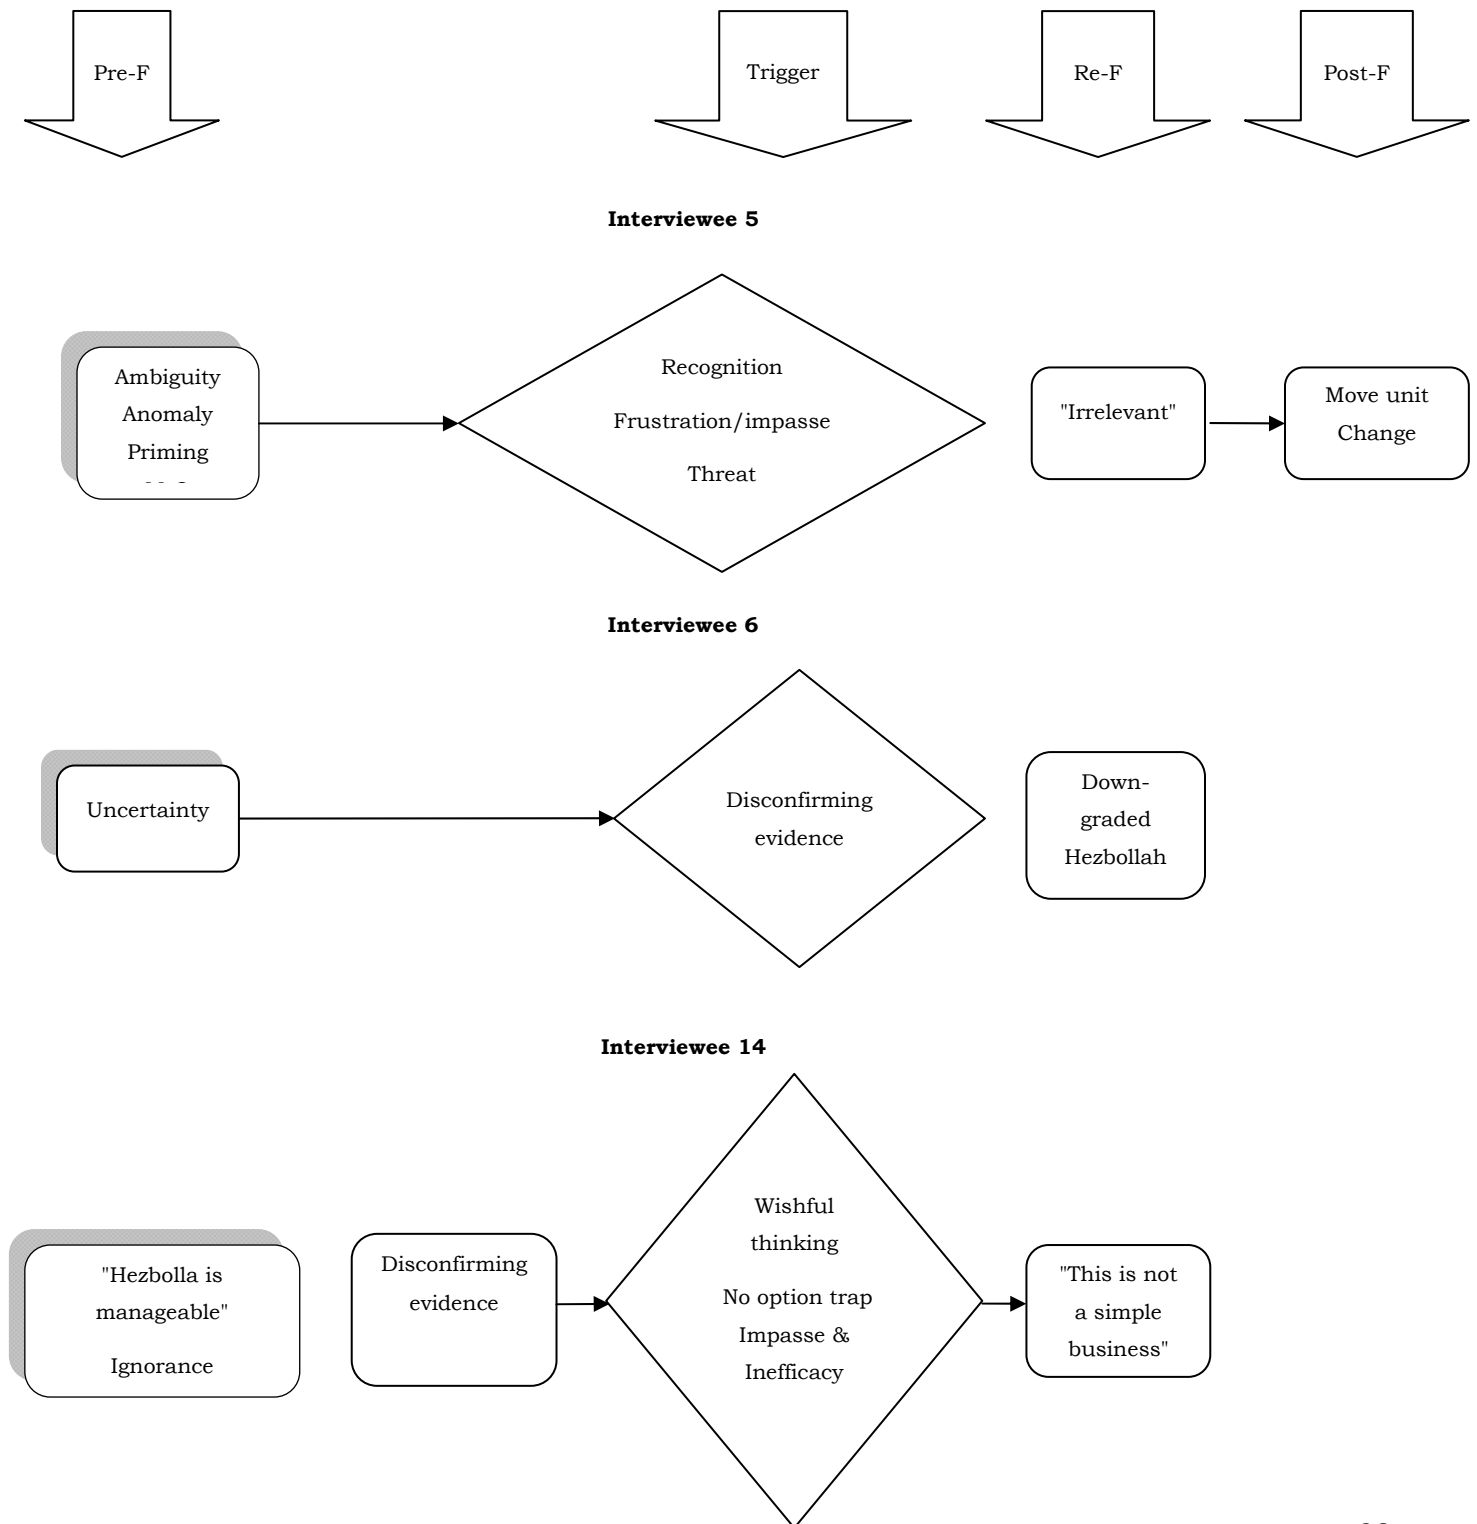 Pre-F
Trigger
Re-F
Post-F
Interviewee 5
Ambiguity
Anomaly
Priming
Recognition
Frustration/impasse
Threat
"Irrelevant"
Move unit
Change
Interviewee 6
Uncertainty
Disconfirming
evidence
Down-
graded
Hezbollah
Interviewee 14
"Hezbolla is
manageable"
Ignorance
Disconfirming
evidence
Wishful
thinking
No option trap
Impasse &
Inefficacy
"This is not
a simple
business"